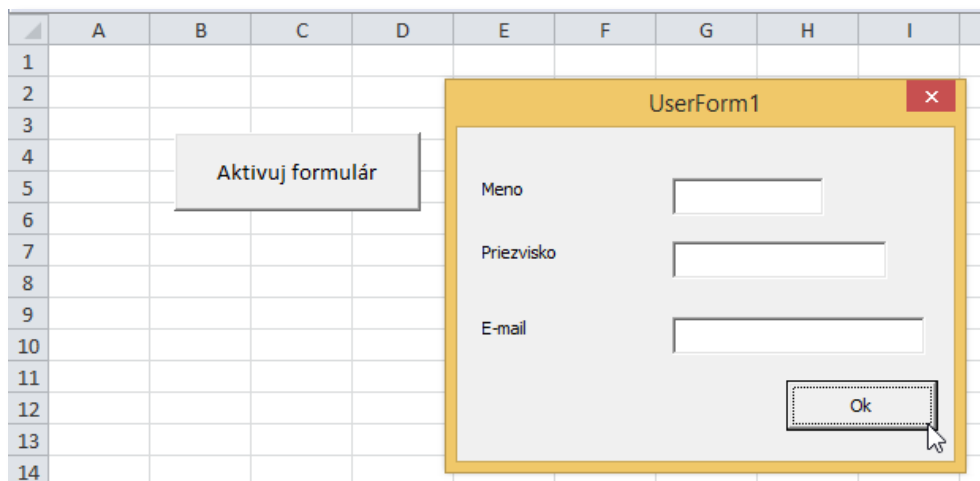 A B C D E F G H I
1
2
UserForm1
3
4
Aktivuj formulár
5
Meno
6
7
Priezvisko
8
9
E-mail
10
11
12
Ok
13
14